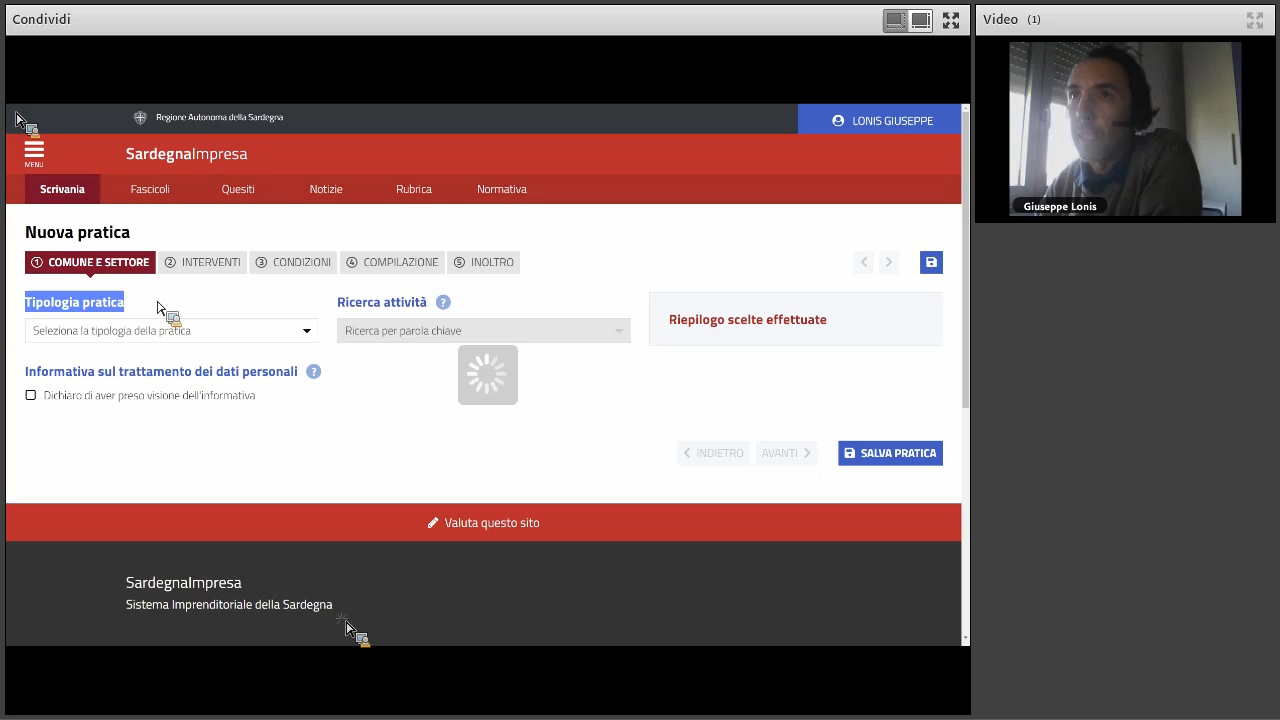 Condividi
Video (1)
Regione Autonoma della Sardegna
LONIS GIUSEPPE
MENU
SardegnaImpresa
Scrivania
Fascicoli
Quesiti
Notizie
Rubrica
Normativa
Giuseppe Lonis
Nuova pratica
1 COMUNE E SETTORE
2 INTERVENTI
3 CONDIZIONI
4 COMPILAZIONE
5 INOLTRO
Tipologia pratica
Ricerca attività ?
Seleziona la tipologia della pratica
Ricerca per parola chiave
Riepilogo scelte effettuate
Informativa sul trattamento dei dati personali ?
Dichiaro di aver preso visione dell'informativa
INDIETRO
AVANTI
SALVA PRATICA
Valuta questo sito
SardegnaImpresa
Sistema Imprenditoriale della Sardegna